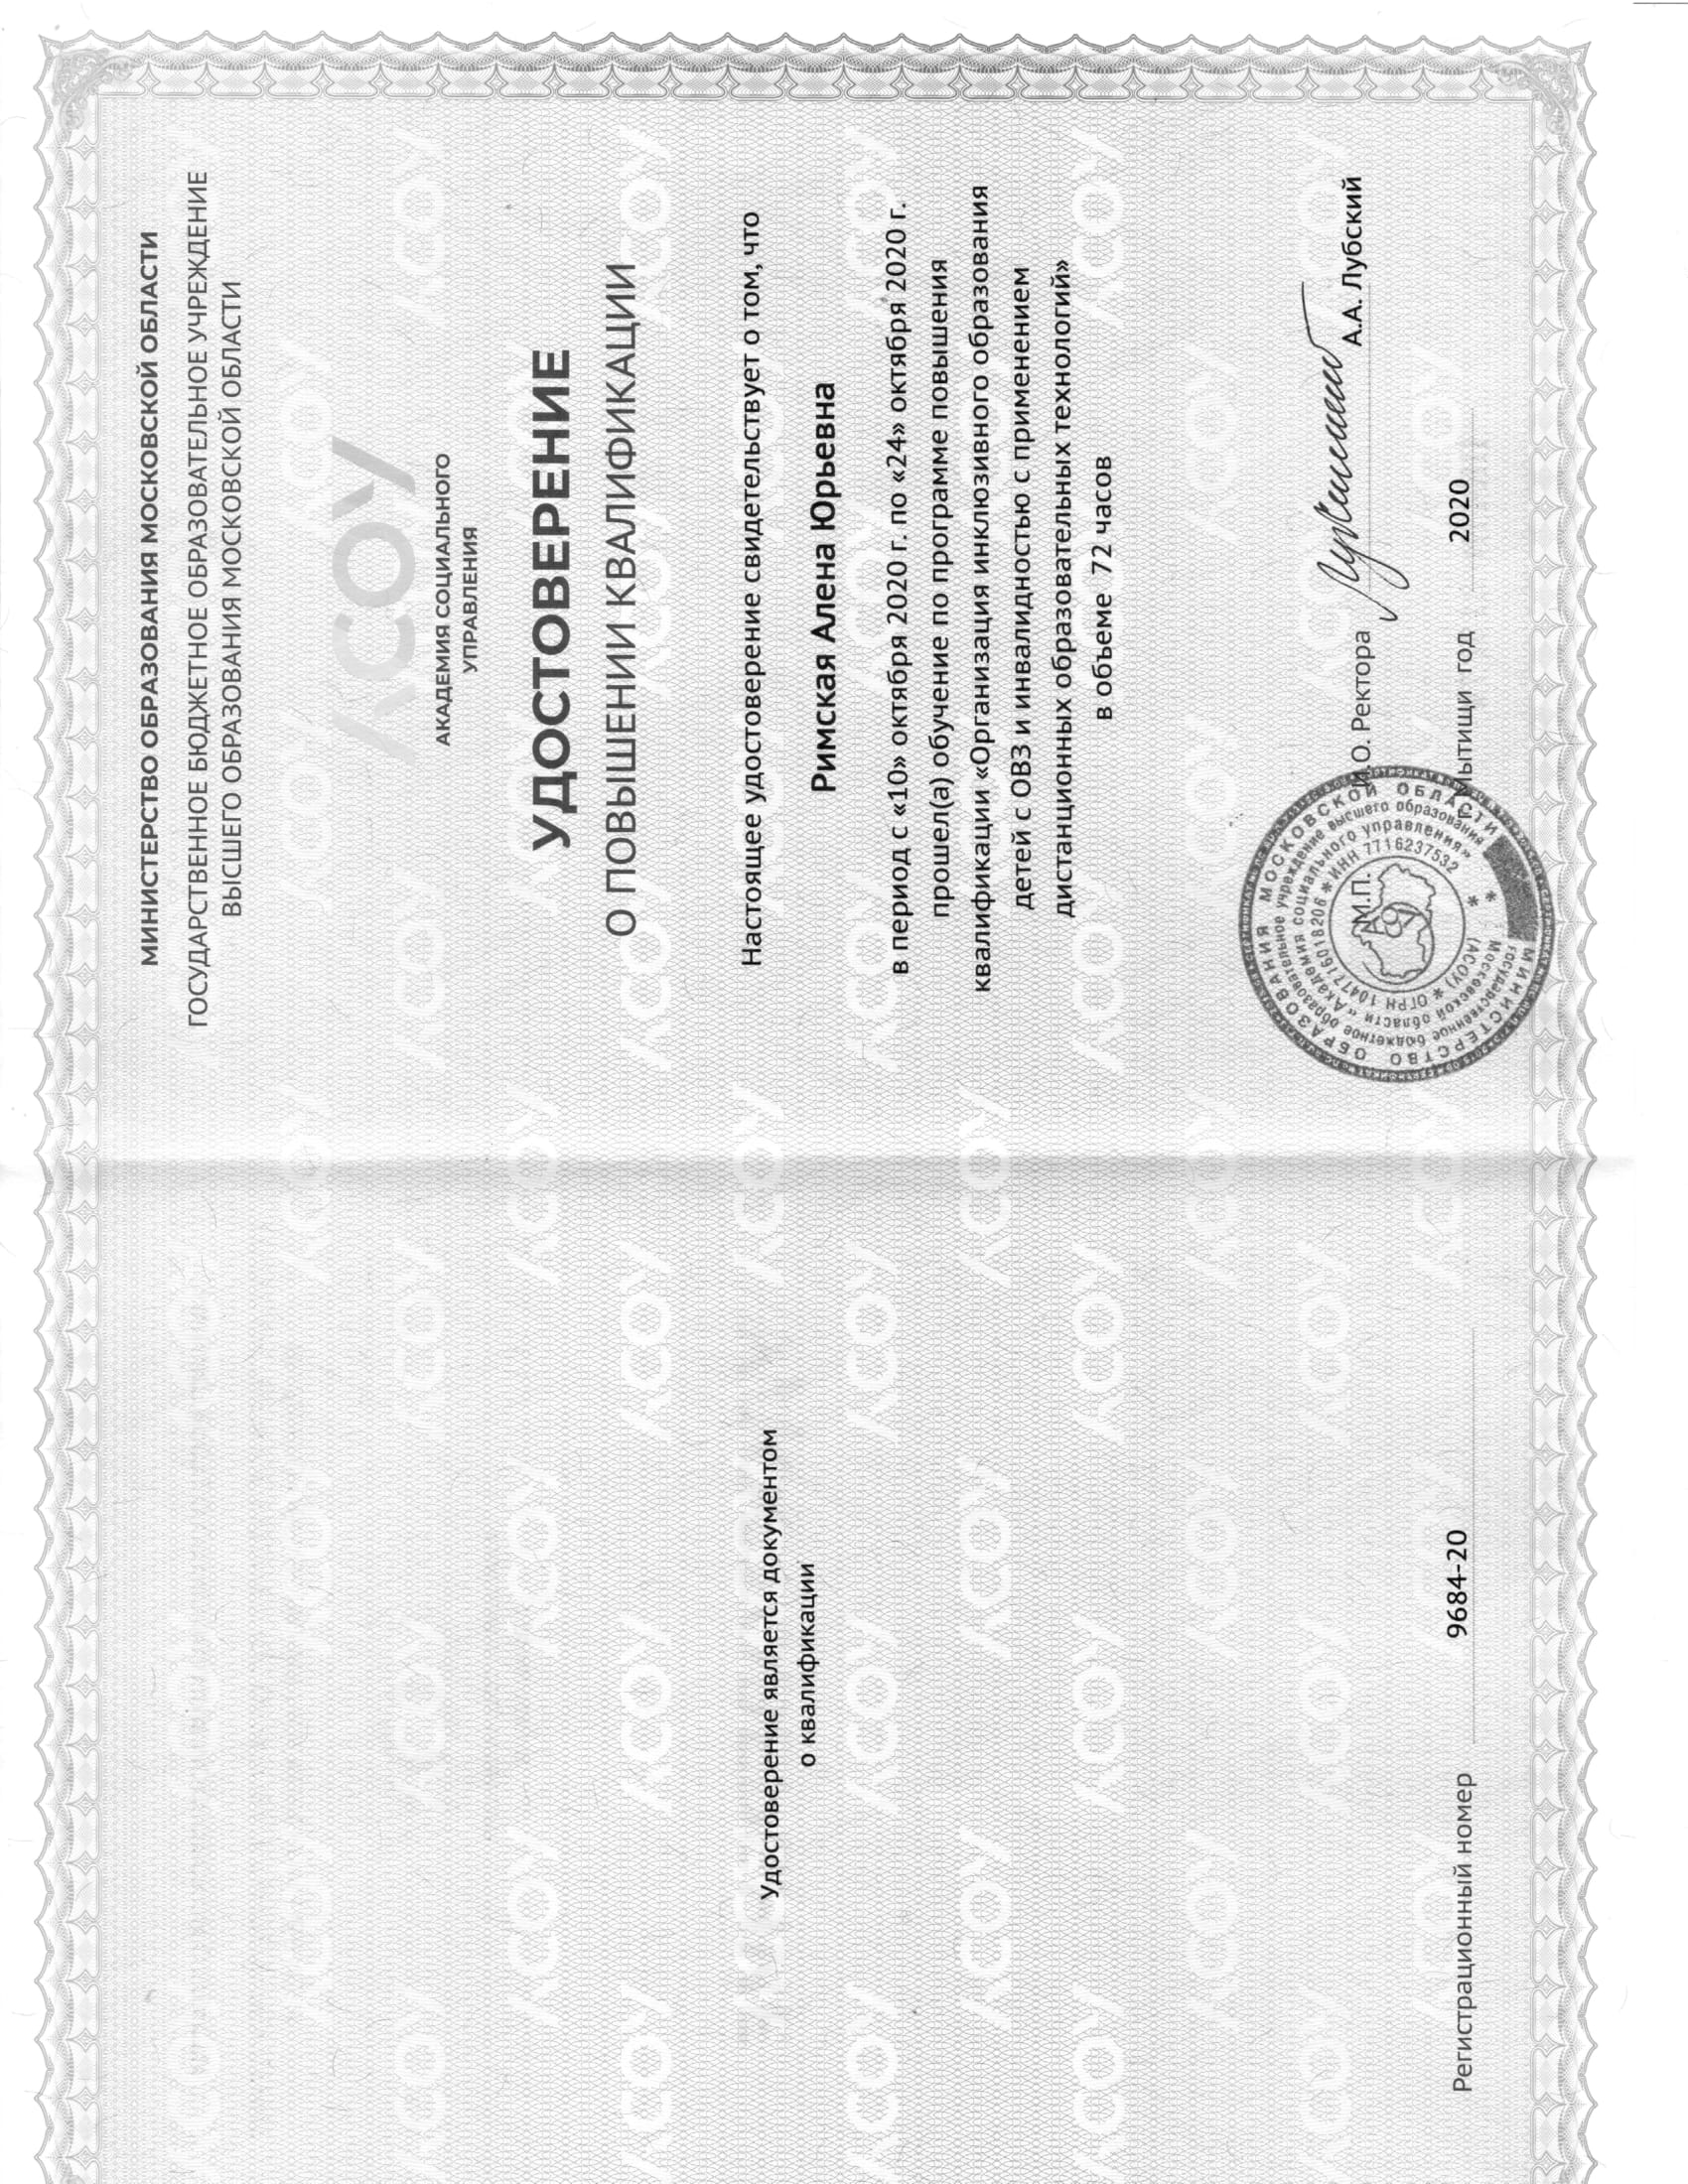 Удостоверение является документом
о квалификации
Регистрационный номер 9684-20
МИНИСТЕРСТВО ОБРАЗОВАНИЯ МОСКОВСКОЙ ОБЛАСТИ
ГОСУДАРСТВЕННОЕ БЮДЖЕТНОЕ ОБРАЗОВАТЕЛЬНОЕ УЧРЕЖДЕНИЕ
ВЫСШЕГО ОБРАЗОВАНИЯ МОСКОВСКОЙ ОБЛАСТИ
АСОУ
АКАДЕМИЯ СОЦИАЛЬНОГО
УПРАВЛЕНИЯ
УДОСТОВЕРЕНИЕ
О ПОВЫШЕНИИ КВАЛИФИКАЦИИ
Настоящее удостоверение свидетельствует о том, что
Римская Алена Юрьевна
в период с «10» октября 2020 г. по «24» октября 2020 г.
прошел(а) обучение по программе повышения
квалификации «Организация инклюзивного образования
детей с ОВЗ и инвалидностью с применением
дистанционных образовательных технологий»
в объеме 72 часов
И.О. Ректора А.А. Лубский
М.П.
г. Мытищи год 2020
МИНИСТЕРСТВО ОБРАЗОВАНИЯ МОСКОВСКОЙ ОБЛАСТИ
Государственное бюджетное образовательное учреждение высшего образования
Московской области «Академия социального управления»
(АСОУ) * ОГРН 1047716018206 * ИНН 7716237532 *